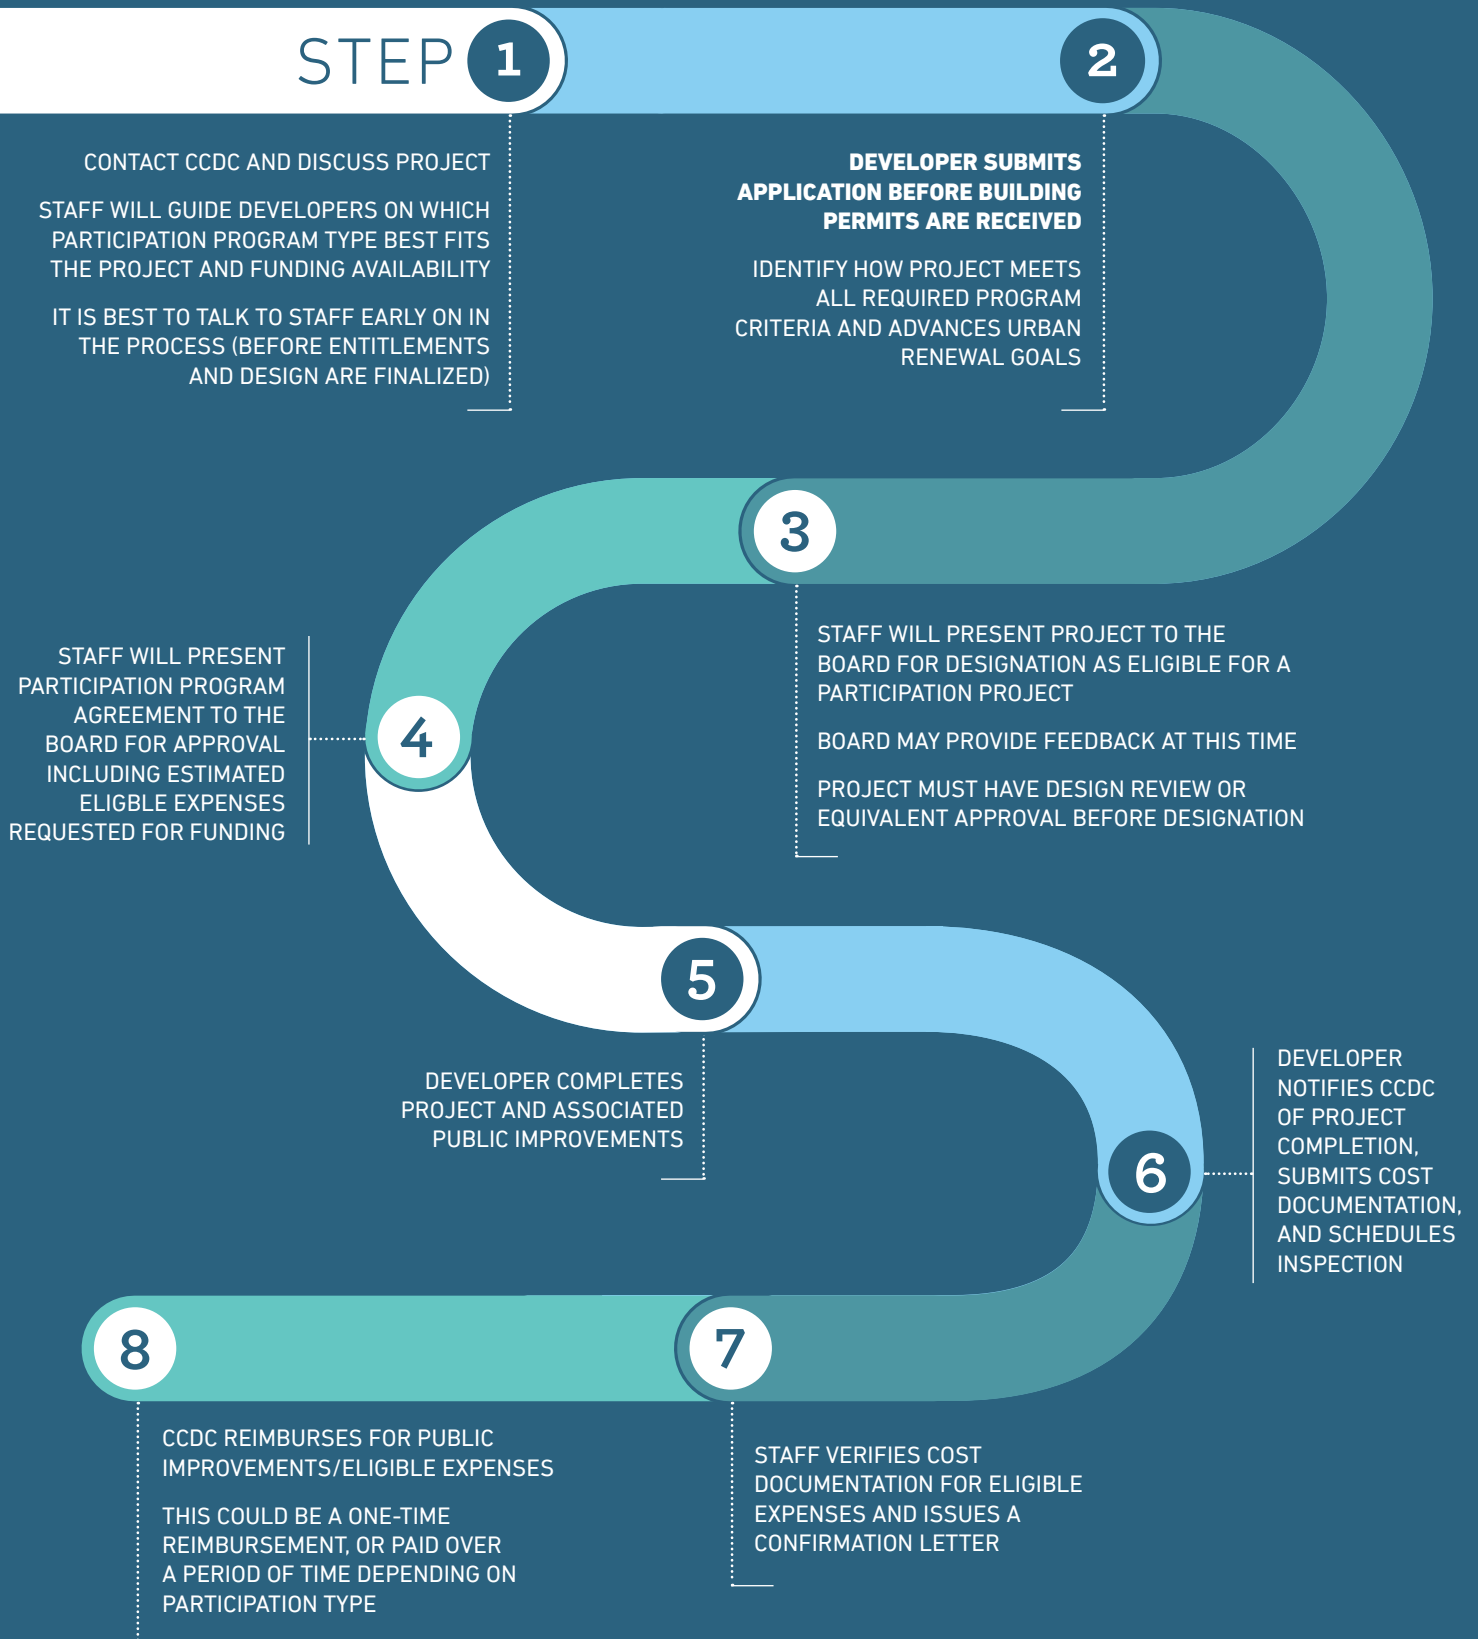 STEP 1
CONTACT CCDC AND DISCUSS PROJECT
STAFF WILL GUIDE DEVELOPERS ON WHICH
PARTICIPATION PROGRAM TYPE BEST FITS
THE PROJECT AND FUNDING AVAILABILITY
IT IS BEST TO TALK TO STAFF EARLY ON IN
THE PROCESS (BEFORE ENTITLEMENTS
AND DESIGN ARE FINALIZED)
2
DEVELOPER SUBMITS
APPLICATION BEFORE BUILDING
PERMITS ARE RECEIVED
IDENTIFY HOW PROJECT MEETS
ALL REQUIRED PROGRAM
CRITERIA AND ADVANCES URBAN
RENEWAL GOALS
3
STAFF WILL PRESENT PROJECT TO THE
BOARD FOR DESIGNATION AS ELIGIBLE FOR A
PARTICIPATION PROJECT
BOARD MAY PROVIDE FEEDBACK AT THIS TIME
PROJECT MUST HAVE DESIGN REVIEW OR
EQUIVALENT APPROVAL BEFORE DESIGNATION
4
STAFF WILL PRESENT
PARTICIPATION PROGRAM
AGREEMENT TO THE
BOARD FOR APPROVAL
INCLUDING ESTIMATED
ELIGBLE EXPENSES
REQUESTED FOR FUNDING
5
DEVELOPER COMPLETES
PROJECT AND ASSOCIATED
PUBLIC IMPROVEMENTS
6
DEVELOPER
NOTIFIES CCDC
OF PROJECT
COMPLETION,
SUBMITS COST
DOCUMENTATION,
AND SCHEDULES
INSPECTION
7
STAFF VERIFIES COST
DOCUMENTATION FOR ELIGIBLE
EXPENSES AND ISSUES A
CONFIRMATION LETTER
8
CCDC REIMBURSES FOR PUBLIC
IMPROVEMENTS/ELIGIBLE EXPENSES
THIS COULD BE A ONE-TIME
REIMBURSEMENT, OR PAID OVER
A PERIOD OF TIME DEPENDING ON
PARTICIPATION TYPE